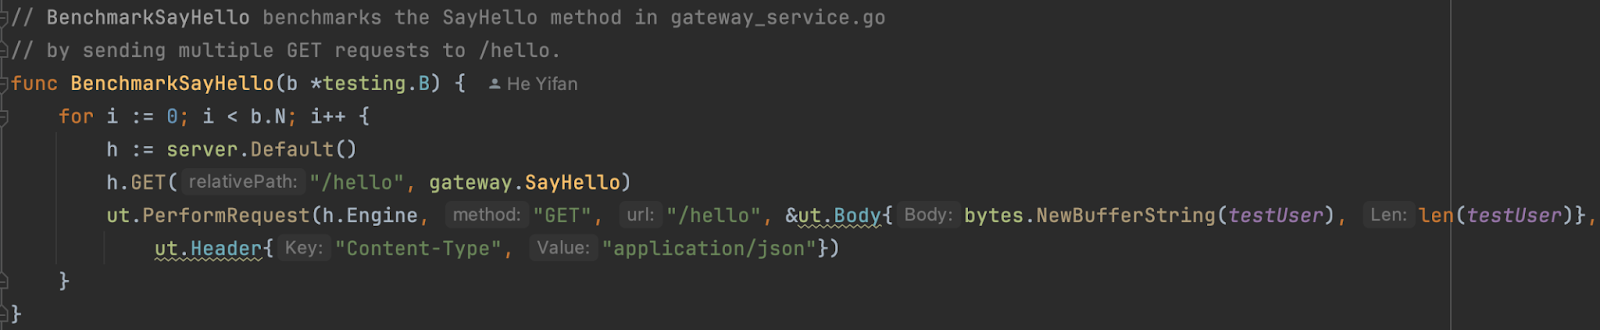 // BenchmarkSayHello benchmarks the SayHello method in gateway_service.go
// by sending multiple GET requests to /hello.
func BenchmarkSayHello(b *testing.B) { He Yifan
for i := 0; i < b.N; i++ {
h := server.Default()
h.GET( relativePath: "/hello", gateway.SayHello)
ut.PerformRequest(h.Engine, method: "GET", url: "/hello", &ut.Body{ Body: bytes.NewBufferString(testUser), Len: len(testUser)},
ut.Header{ Key: "Content-Type", Value: "application/json"})
}
}